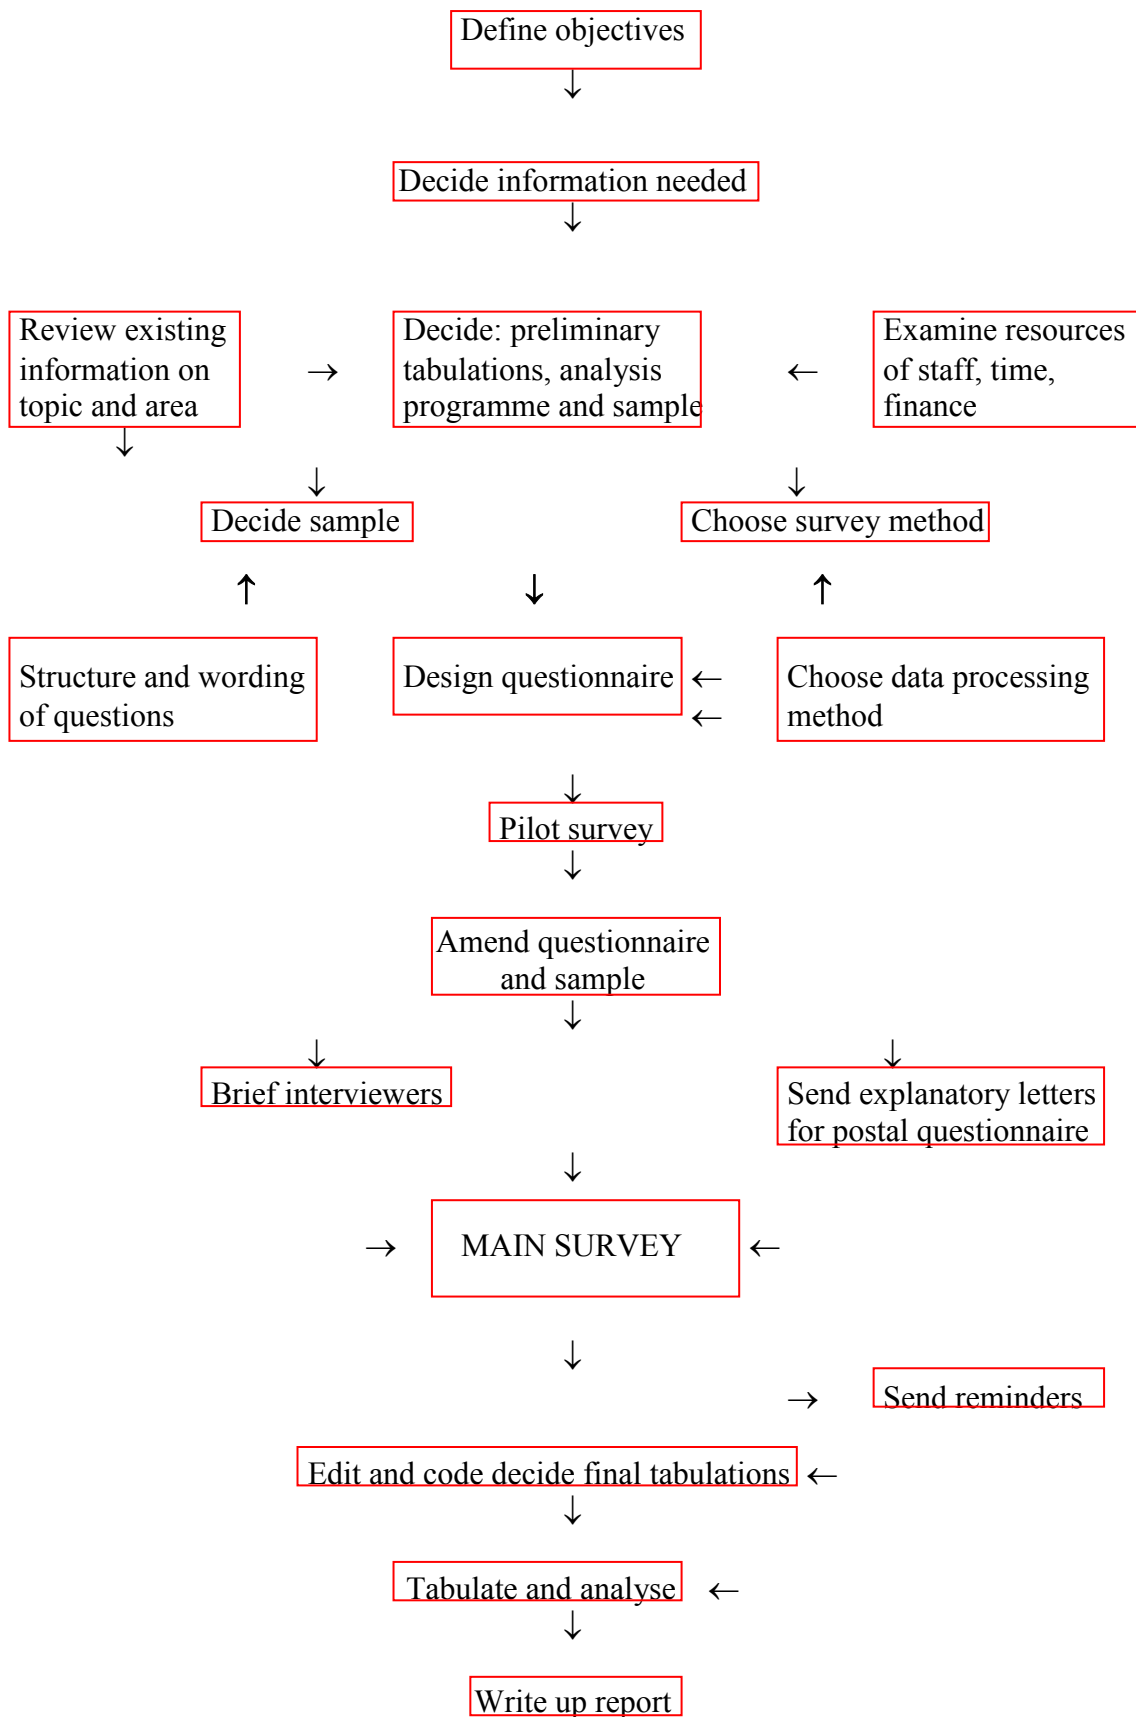 Define objectives
↓
Decide information needed
↓
Review existing
information on
topic and area
→
Decide: preliminary
tabulations, analysis
programme and sample
←
Examine resources
of staff, time,
finance
↓
↓
↓
Decide sample
Choose survey method
↑
↓
↑
Structure and wording
of questions
Design questionnaire
←
←
Choose data processing
method
↓
Pilot survey
↓
Amend questionnaire
and sample
↓
↓
↓
Brief interviewers
Send explanatory letters
for postal questionnaire
↓
→
MAIN SURVEY
←
↓
→
Send reminders
Edit and code decide final tabulations
←
↓
Tabulate and analyse
←
↓
Write up report